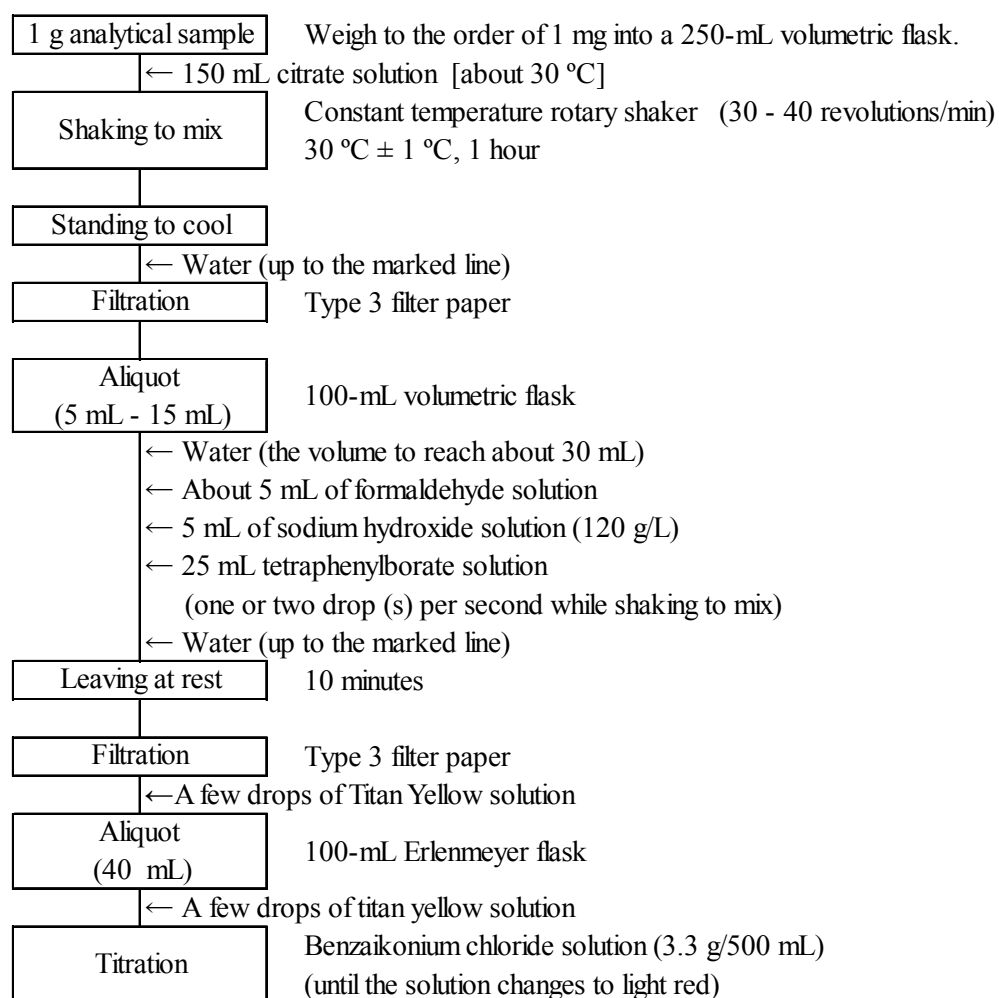 1 g analytical sample Weigh to the order of 1 mg into a 250-mL volumetric flask.
← 150 mL citrate solution [about 30 ºC]
Shaking to mix
Constant temperature rotary shaker (30 - 40 revolutions/min)
30 ºC ± 1 ºC, 1 hour
Standing to cool
← Water (up to the marked line)
Filtration Type 3 filter paper
Aliquot
(5 mL - 15 mL)
100-mL volumetric flask
← Water (the volume to reach about 30 mL)
← About 5 mL of formaldehyde solution
← 5 mL of sodium hydroxide solution (120 g/L)
← 25 mL tetraphenylborate solution
(one or two drop (s) per second while shaking to mix)
← Water (up to the marked line)
Leaving at rest 10 minutes
Filtration Type 3 filter paper
←A few drops of Titan Yellow solution
Aliquot
(40 mL)
100-mL Erlenmeyer flask
← A few drops of titan yellow solution
Titration
Benzaikonium chloride solution (3.3 g/500 mL)
(until the solution changes to light red)